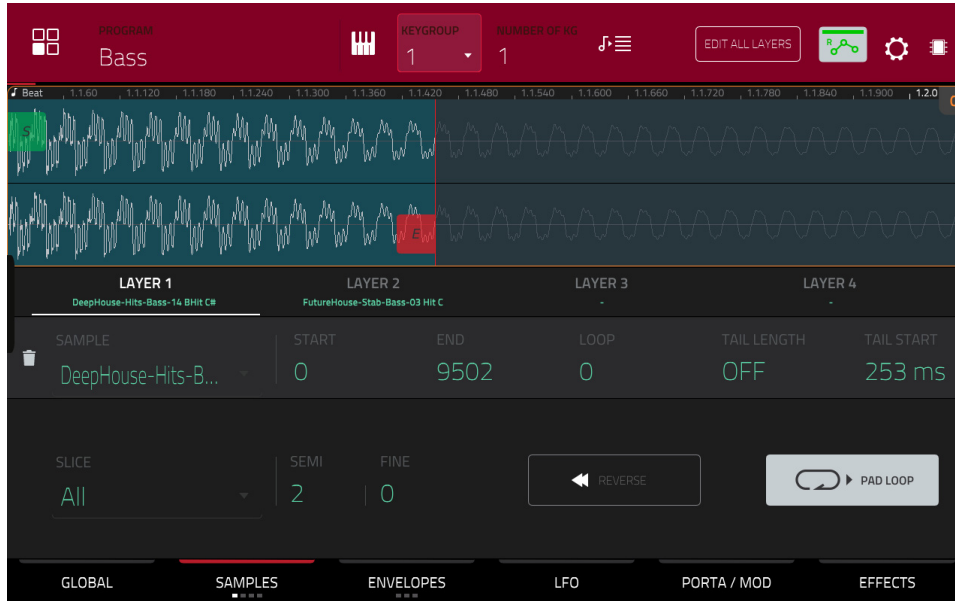 PROGRAM KEYGROUP NUMBER OF KG
Bass 1 1 EDIT ALL LAYERS R
Beat 1.1.60 1.1.120 1.1.180 1.1.240 1.1.300 1.1.360 1.1.420 1.1.480 1.1.540 1.1.600 1.1.660 1.1.720 1.1.780 1.1.840 1.1.900 1.2.0
S
E
LAYER 1 LAYER 2 LAYER 3 LAYER 4
DeepHouse-Hits-Bass-14 BHit C# FutureHouse-Stab-Bass-03 Hit C - -
SAMPLE START END LOOP TAIL LENGTH TAIL START
DeepHouse-Hits-B... 0 9502 0 OFF 253 ms
SLICE SEMI FINE
All 2 0 REVERSE PAD LOOP
GLOBAL SAMPLES ENVELOPES LFO PORTA / MOD EFFECTS